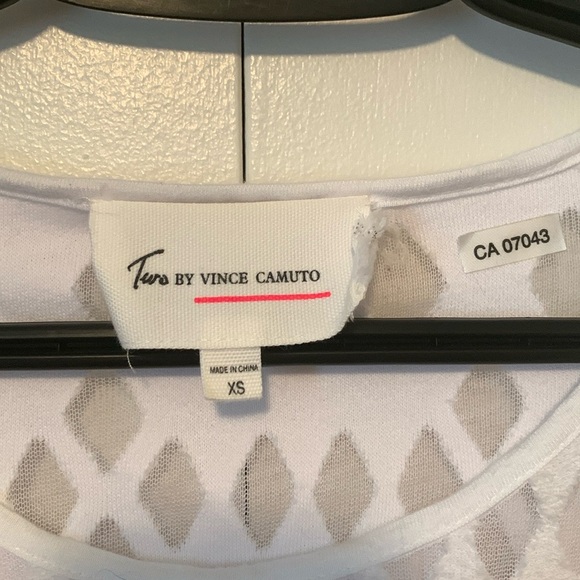 Two BY VINCE CAMUTO
CA 07043
MADE IN CHINA
XS